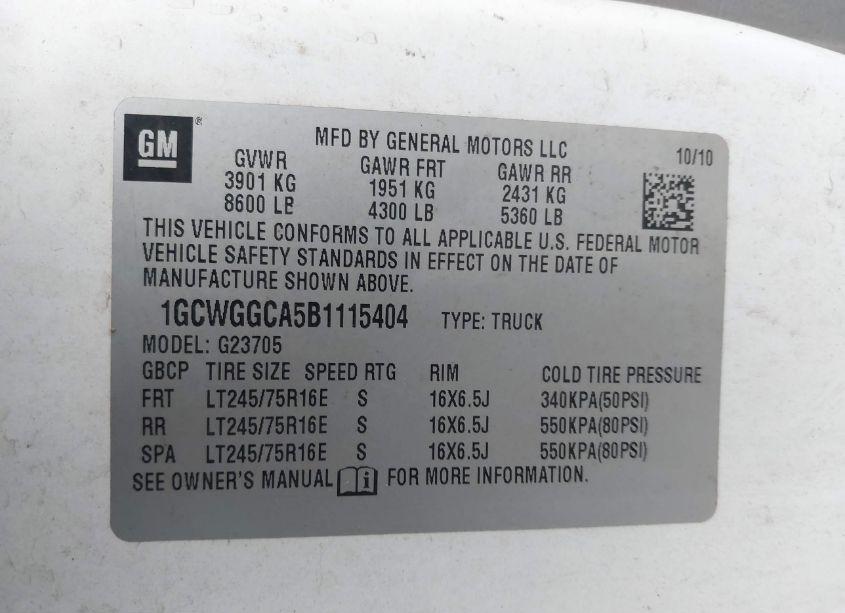 GM ®
MFD BY GENERAL MOTORS LLC 10/10
GVWR GAWR FRT GAWR RR
3901 KG 1951 KG 2431 KG
8600 LB 4300 LB 5360 LB
THIS VEHICLE CONFORMS TO ALL APPLICABLE U.S. FEDERAL MOTOR
VEHICLE SAFETY STANDARDS IN EFFECT ON THE DATE OF
MANUFACTURE SHOWN ABOVE.
1GCWGGCA5B1115404 TYPE: TRUCK
MODEL: G23705
GBCP TIRE SIZE SPEED RTG RIM COLD TIRE PRESSURE
FRT LT245/75R16E S 16X6.5J 340KPA(50PSI)
RR LT245/75R16E S 16X6.5J 550KPA(80PSI)
SPA LT245/75R16E S 16X6.5J 550KPA(80PSI)
SEE OWNER'S MANUAL i FOR MORE INFORMATION.